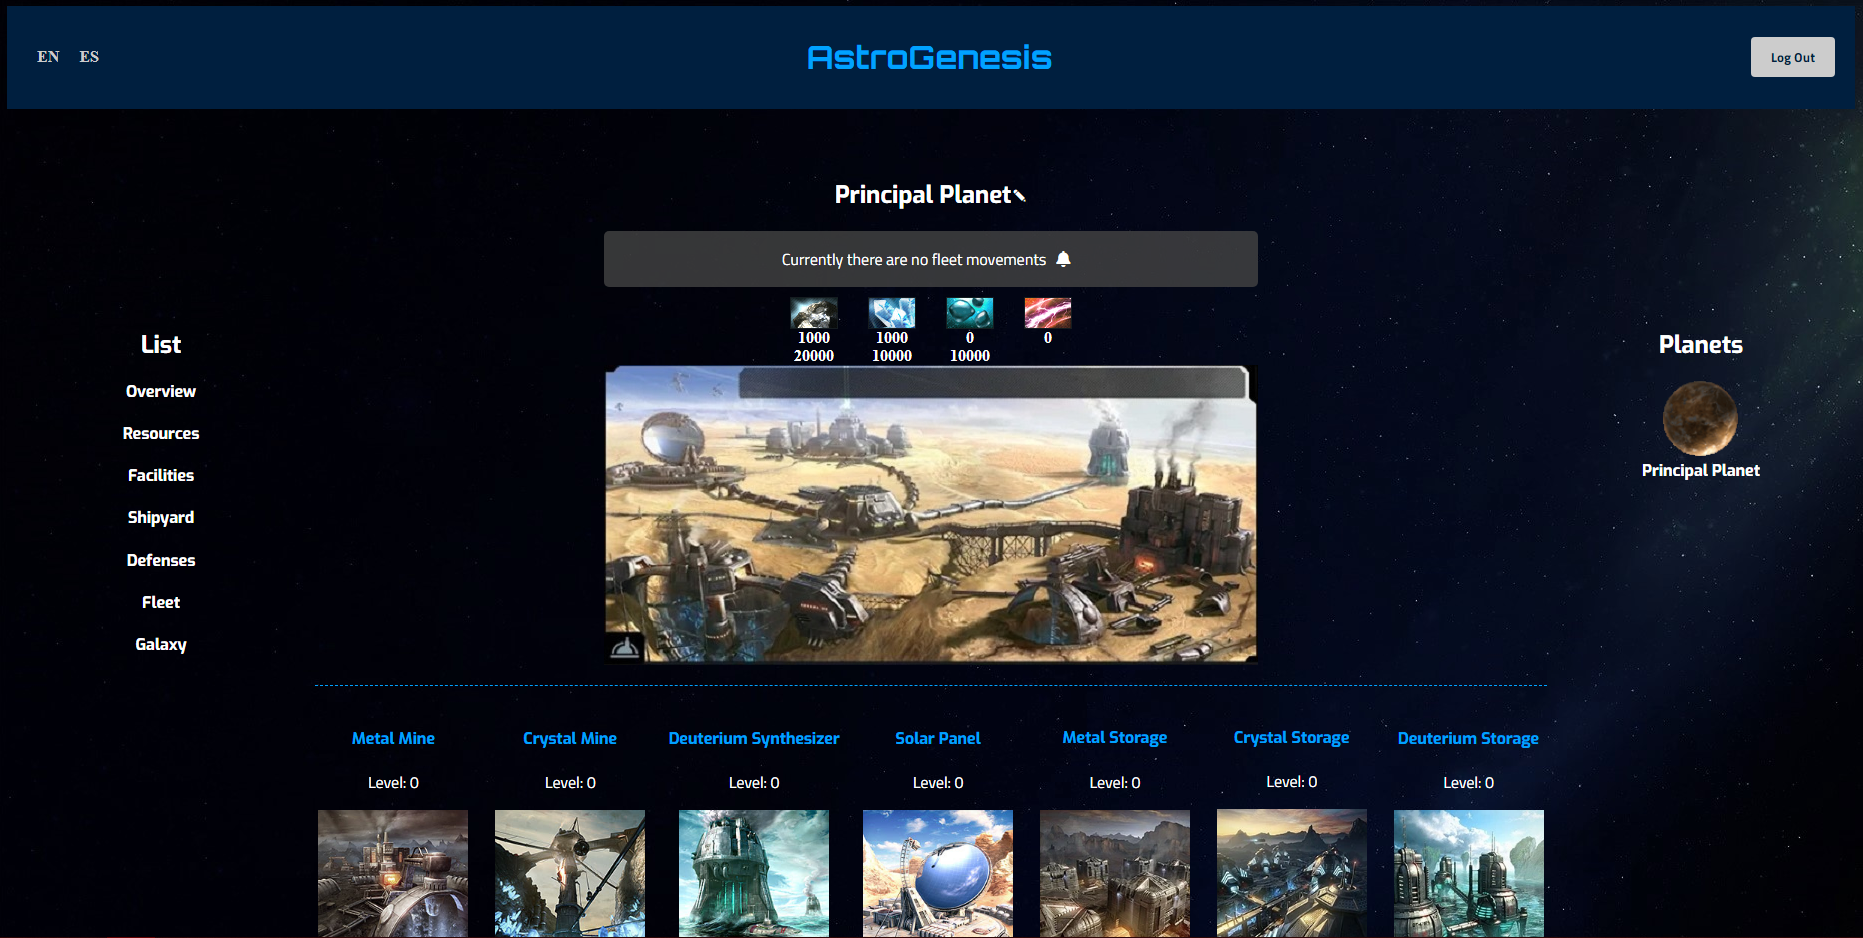 EN ES
AstroGenesis
Log Out
Principal Planet
Currently there are no fleet movements
1000 1000 0 0
20000 10000 10000
List
Overview
Resources
Facilities
Shipyard
Defenses
Fleet
Galaxy
Planets
Principal Planet
Metal Mine
Level: 0
Crystal Mine
Level: 0
Deuterium Synthesizer
Level: 0
Solar Panel
Level: 0
Metal Storage
Level: 0
Crystal Storage
Level: 0
Deuterium Storage
Level: 0